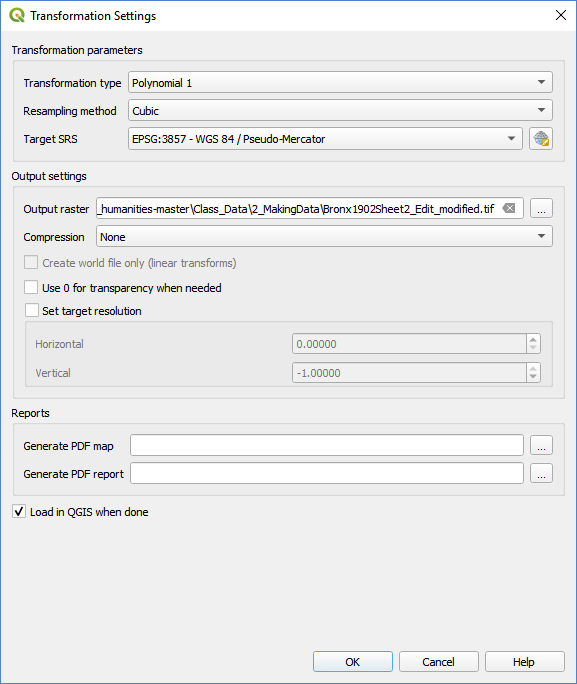 Transformation Settings
Transformation parameters
Transformation type Polynomial 1
Resampling method Cubic
Target SRS EPSG:3857 - WGS 84 / Pseudo-Mercator
Output settings
Output raster _humanities-master\Class_Data\2_MakingData\Bronx1902Sheet2_Edit_modified.tif ...
Compression None
Create world file only (linear transforms)
Use 0 for transparency when needed
Set target resolution
Horizontal 0.00000
Vertical -1.00000
Reports
Generate PDF map ...
Generate PDF report ...
Load in QGIS when done
OK Cancel Help